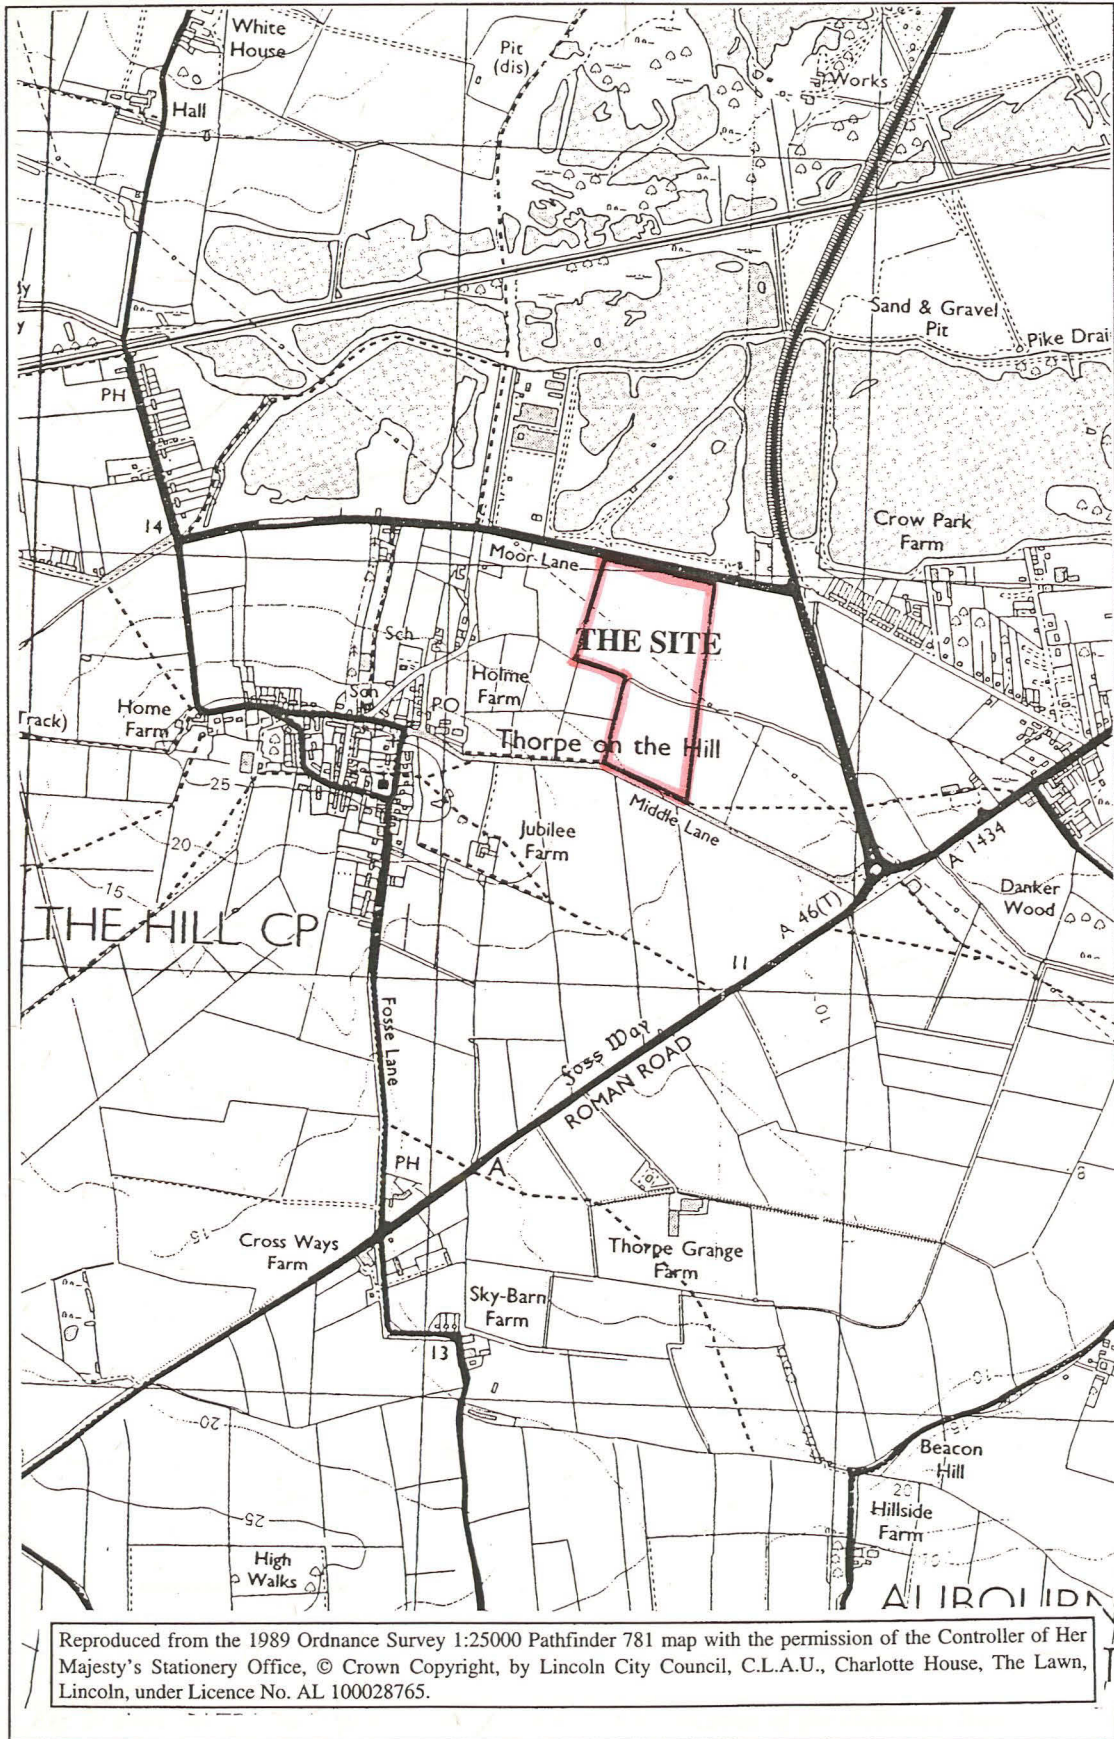 White
House
Pit
(dis)
Works
Hall
Sand & Gravel
Pit
Pike Drai
PH
14
Crow Park
Farm
Moor Lane
THE SITE
Sch
Holme
Farm
Sch
PO
Home
Farm
Track)
Thorpe on the Hill
25
Middle Lane
Jubilee
Farm
20
A 1434
15
Danker
Wood
THE HILL CP
A 46(T)
11
10
Fosse Lane
Foss Way
ROMAN ROAD
PH
A
8
15
Cross Ways
Farm
Thorpe Grange
Farm
Sky-Barn
Farm
13
10
20
15
Beacon
Hill
20
Hillside
Farm
25
High
Walks
AUBOURN
Reproduced from the 1989 Ordnance Survey 1:25000 Pathfinder 781 map with the permission of the Controller of Her
Majesty's Stationery Office, © Crown Copyright, by Lincoln City Council, C.L.A.U., Charlotte House, The Lawn,
Lincoln, under Licence No. AL 100028765.